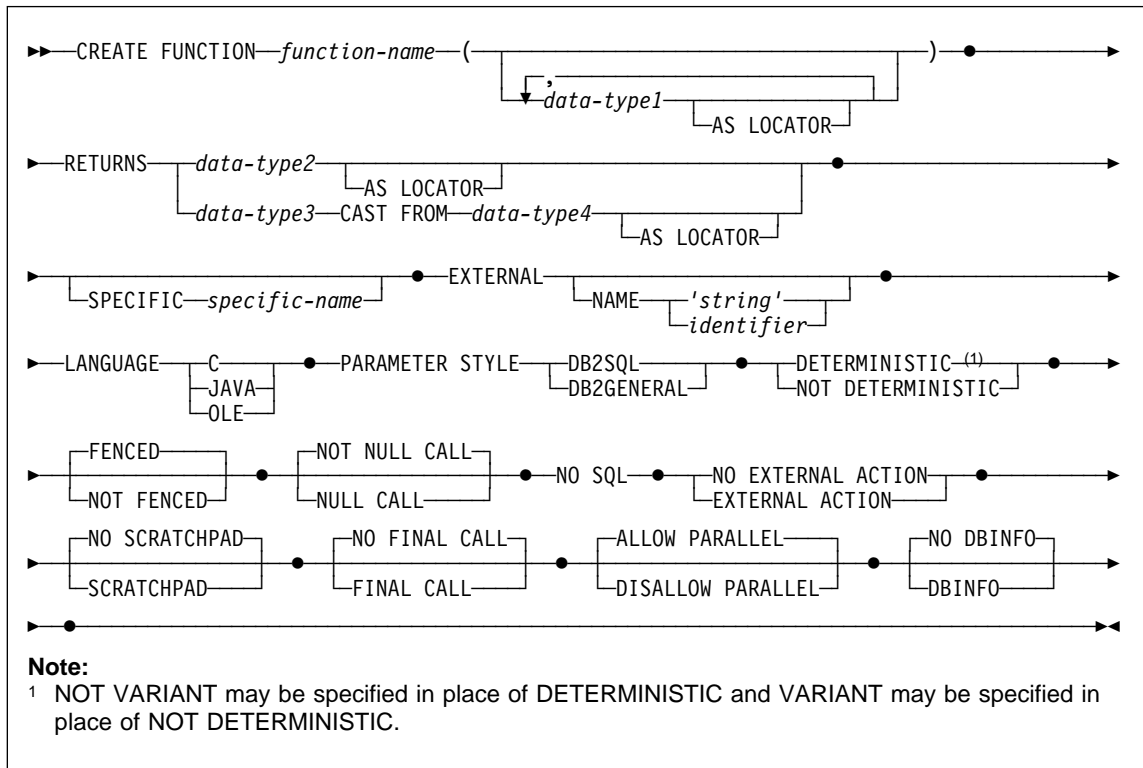 CREATE FUNCTION function-name ( )
,
data-type1
AS LOCATOR
RETURNS data-type2
AS LOCATOR
data-type3 CAST FROM data-type4
AS LOCATOR
EXTERNAL
SPECIFIC specific-name NAME 'string'
identifier
LANGUAGE C PARAMETER STYLE DB2SQL DETERMINISTIC (1)
JAVA DB2GENERAL NOT DETERMINISTIC
OLE
FENCED NOT NULL CALL
NO SQL NO EXTERNAL ACTION
NOT FENCED NULL CALL EXTERNAL ACTION
NO SCRATCHPAD NO FINAL CALL ALLOW PARALLEL NO DBINFO
SCRATCHPAD FINAL CALL DISALLOW PARALLEL DBINFO
Note:
1 NOT VARIANT may be specified in place of DETERMINISTIC and VARIANT may be specified in
place of NOT DETERMINISTIC.